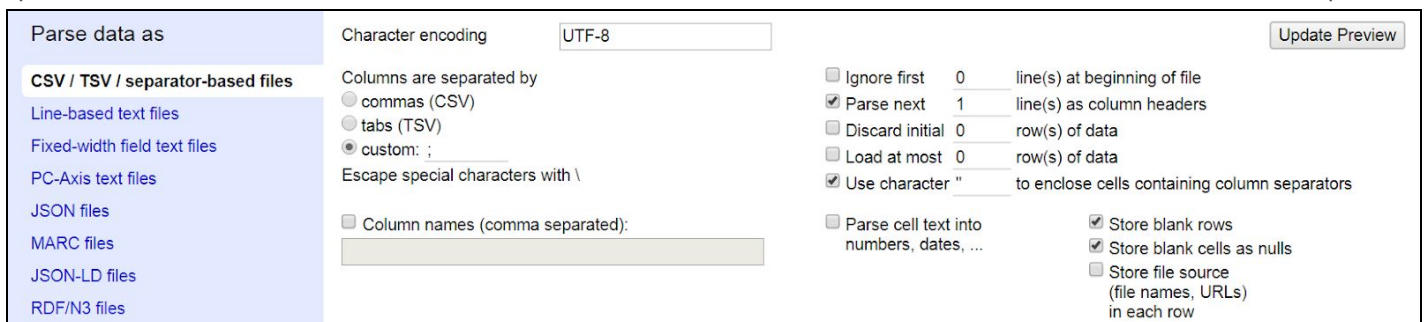 Parse data as
CSV / TSV / separator-based files
Line-based text files
Fixed-width field text files
PC-Axis text files
JSON files
MARC files
JSON-LD files
RDF/N3 files
Character encoding UTF-8
Update Preview
Columns are separated by
commas (CSV)
tabs (TSV)
custom: ;
Escape special characters with \
Column names (comma separated):
Ignore first 0 line(s) at beginning of file
Parse next 1 line(s) as column headers
Discard initial 0 row(s) of data
Load at most 0 row(s) of data
Use character " to enclose cells containing column separators
Parse cell text into
numbers, dates, ...
Store blank rows
Store blank cells as nulls
Store file source
(file names, URLs)
in each row